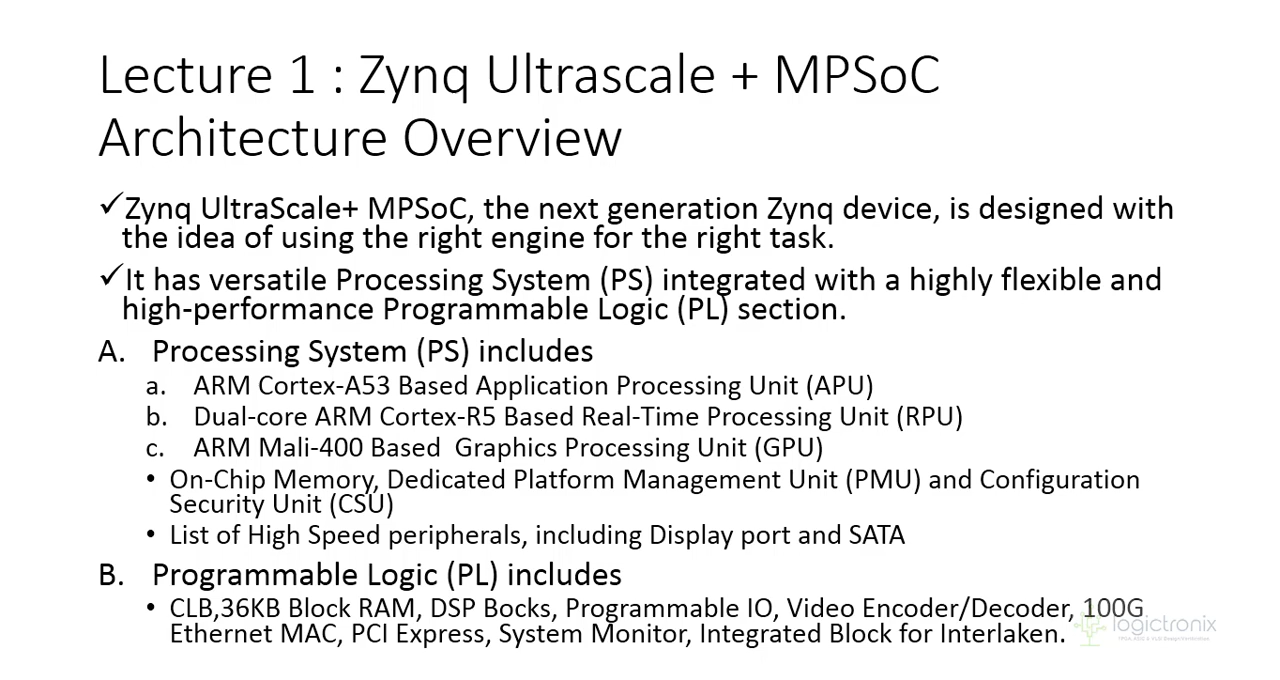 Lecture 1 : Zynq Ultrascale + MPSoC
Architecture Overview
✓Zynq UltraScale+ MPSoC, the next generation Zynq device, is designed with
the idea of using the right engine for the right task.
✓It has versatile Processing System (PS) integrated with a highly flexible and
high-performance Programmable Logic (PL) section.
A. Processing System (PS) includes
a. ARM Cortex-A53 Based Application Processing Unit (APU)
b. Dual-core ARM Cortex-R5 Based Real-Time Processing Unit (RPU)
c. ARM Mali-400 Based  Graphics Processing Unit (GPU)
• On-Chip Memory, Dedicated Platform Management Unit (PMU) and Configuration
Security Unit (CSU)
• List of High Speed peripherals, including Display port and SATA
B. Programmable Logic (PL) includes
• CLB,36KB Block RAM, DSP Bocks, Programmable IO, Video Encoder/Decoder, 100G
Ethernet MAC, PCI Express, System Monitor, Integrated Block for Interlaken.
logictronix